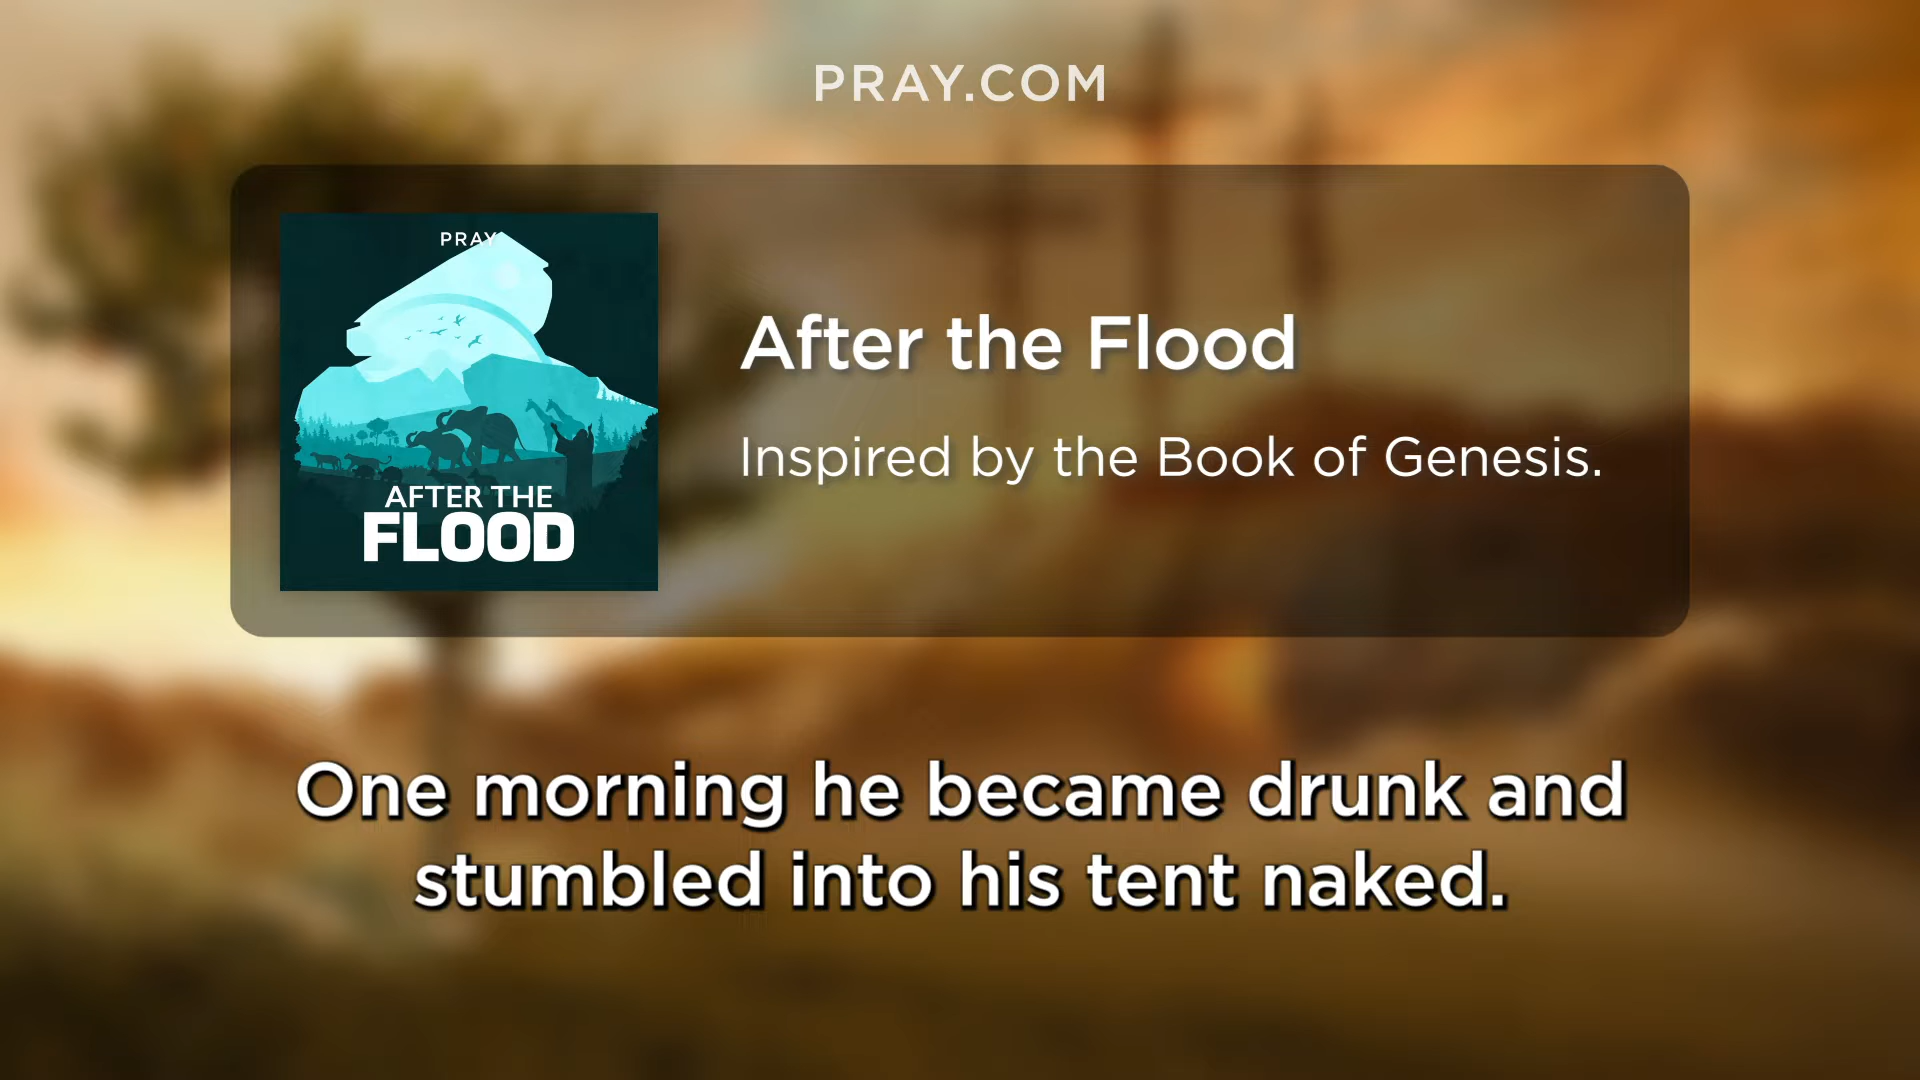 PRAY.COM
PRAY
AFTER THE
FLOOD
After the Flood
Inspired by the Book of Genesis.
One morning he became drunk and
stumbled into his tent naked.